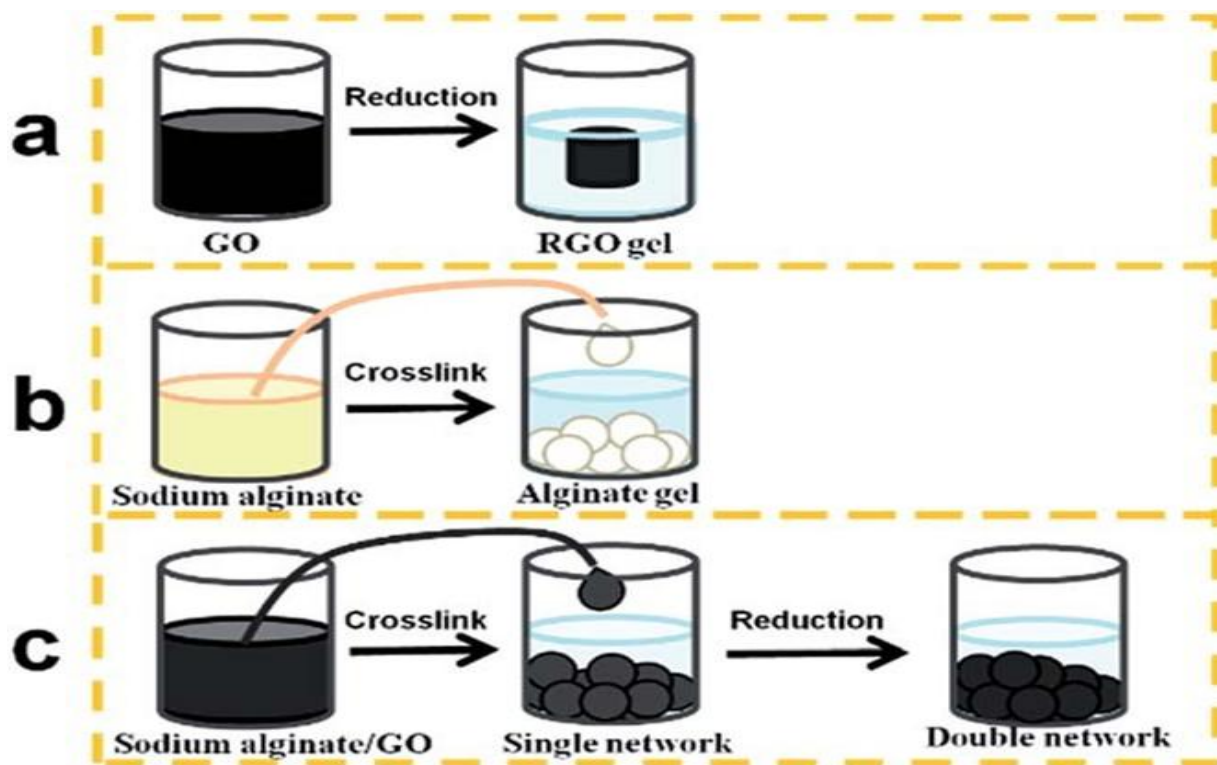 a
Reduction
GO
RGO gel
b
Crosslink
Sodium alginate
Alginate gel
c
Crosslink
Reduction
Sodium alginate/GO
Single network
Double network